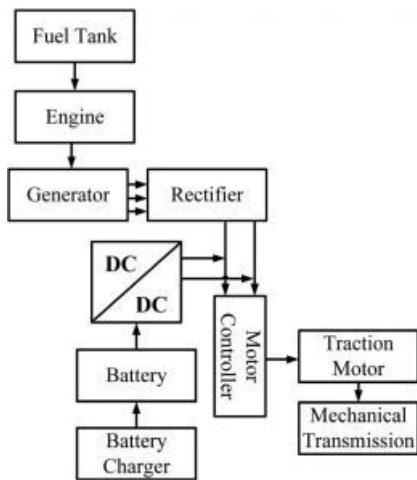 Fuel Tank
Engine
Generator
Rectifier
DC
DC
Motor
Controller
Battery
Traction
Motor
Battery
Charger
Mechanical
Transmission